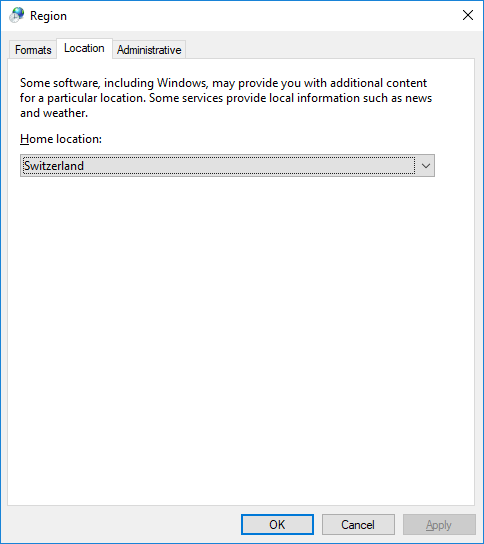 Region
Formats
Location
Administrative
Some software, including Windows, may provide you with additional content
for a particular location. Some services provide local information such as news
and weather.
Home location:
Switzerland
OK
Cancel
Apply